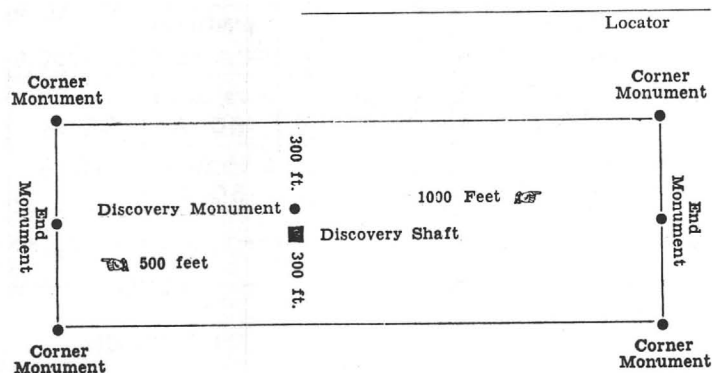 Locator
Corner
Monument
Corner
Monument
300 ft.
End
Monument
Discovery Monument
1000 Feet
End
Monument
Discovery Shaft
500 feet
300 ft.
Corner
Monument
Corner
Monument